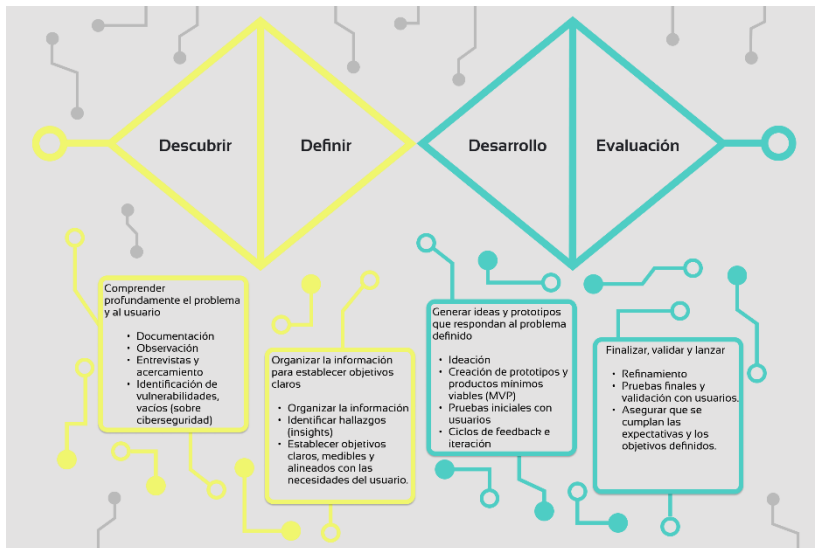 Descubrir
Definir
Desarrollo
Evaluación
Comprender
profundamente el problema
y al usuario
• Documentación
• Observación
• Entrevistas y
acercamiento
• Identificación de
vulnerabilidades,
vacíos (sobre
ciberseguridad)
Organizar la información
para establecer objetivos
claros
• Organizar la información
• Identificar hallazgos
(insights)
• Establecer objetivos
claros, medibles y
alineados con las
necesidades del usuario.
Generar ideas y prototipos
que respondan al problema
definido
• Ideación
• Creación de prototipos y
productos mínimos
viables (MVP)
• Pruebas iniciales con
usuarios
• Ciclos de feedback e
iteración
Finalizar, validar y lanzar
• Refinamiento
• Pruebas finales y
validación con usuarios.
• Asegurar que se
cumplan las
expectativas y los
objetivos definidos.